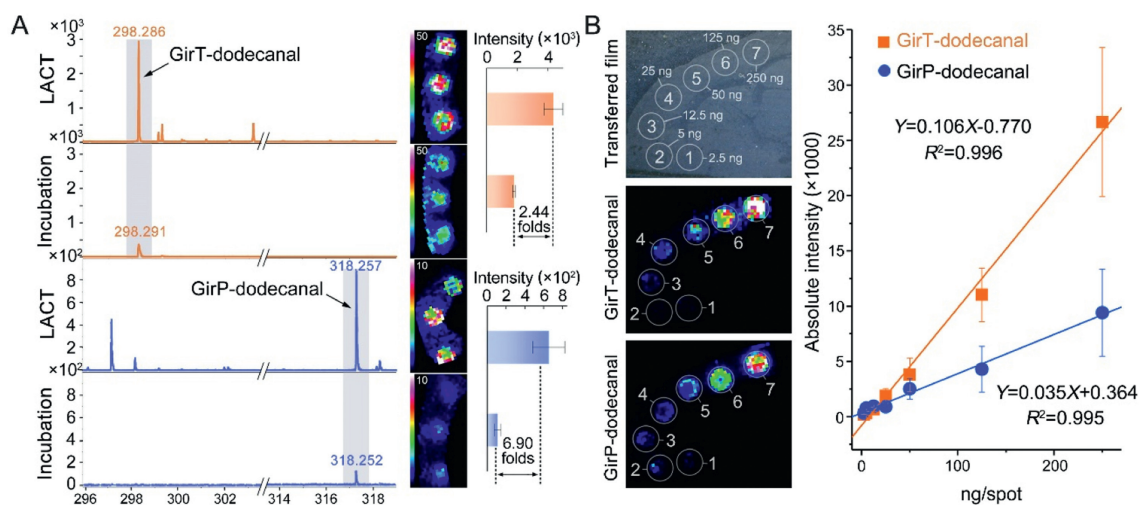 A
×10³
3
2
1
×10³
LACT
298.286
GirT-dodecanal
3
2
1
×10²
Incubation
298.291
8
6
4
2
×10²
LACT
318.257
GirP-dodecanal
8
6
4
2
0
Incubation
318.252
296 298 300 302 314 316 318
50
50
10
10
Intensity (×10³)
0 2 4
2.44
folds
Intensity (×10²)
0 2 4 6 8
6.90
folds
B
Transferred film
125 ng
7
6
25 ng
5
250 ng
4
50 ng
12.5 ng
3
5 ng
2
1
2.5 ng
GirT-dodecanal
4
5
6
7
3
2
1
GirP-dodecanal
4
5
6
7
3
2
1
Absolute intensity (×1000)
35
30
25
20
15
10
5
0
GirT-dodecanal
GirP-dodecanal
Y=0.106X-0.770
R²=0.996
Y=0.035X+0.364
R²=0.995
0 100 200
ng/spot